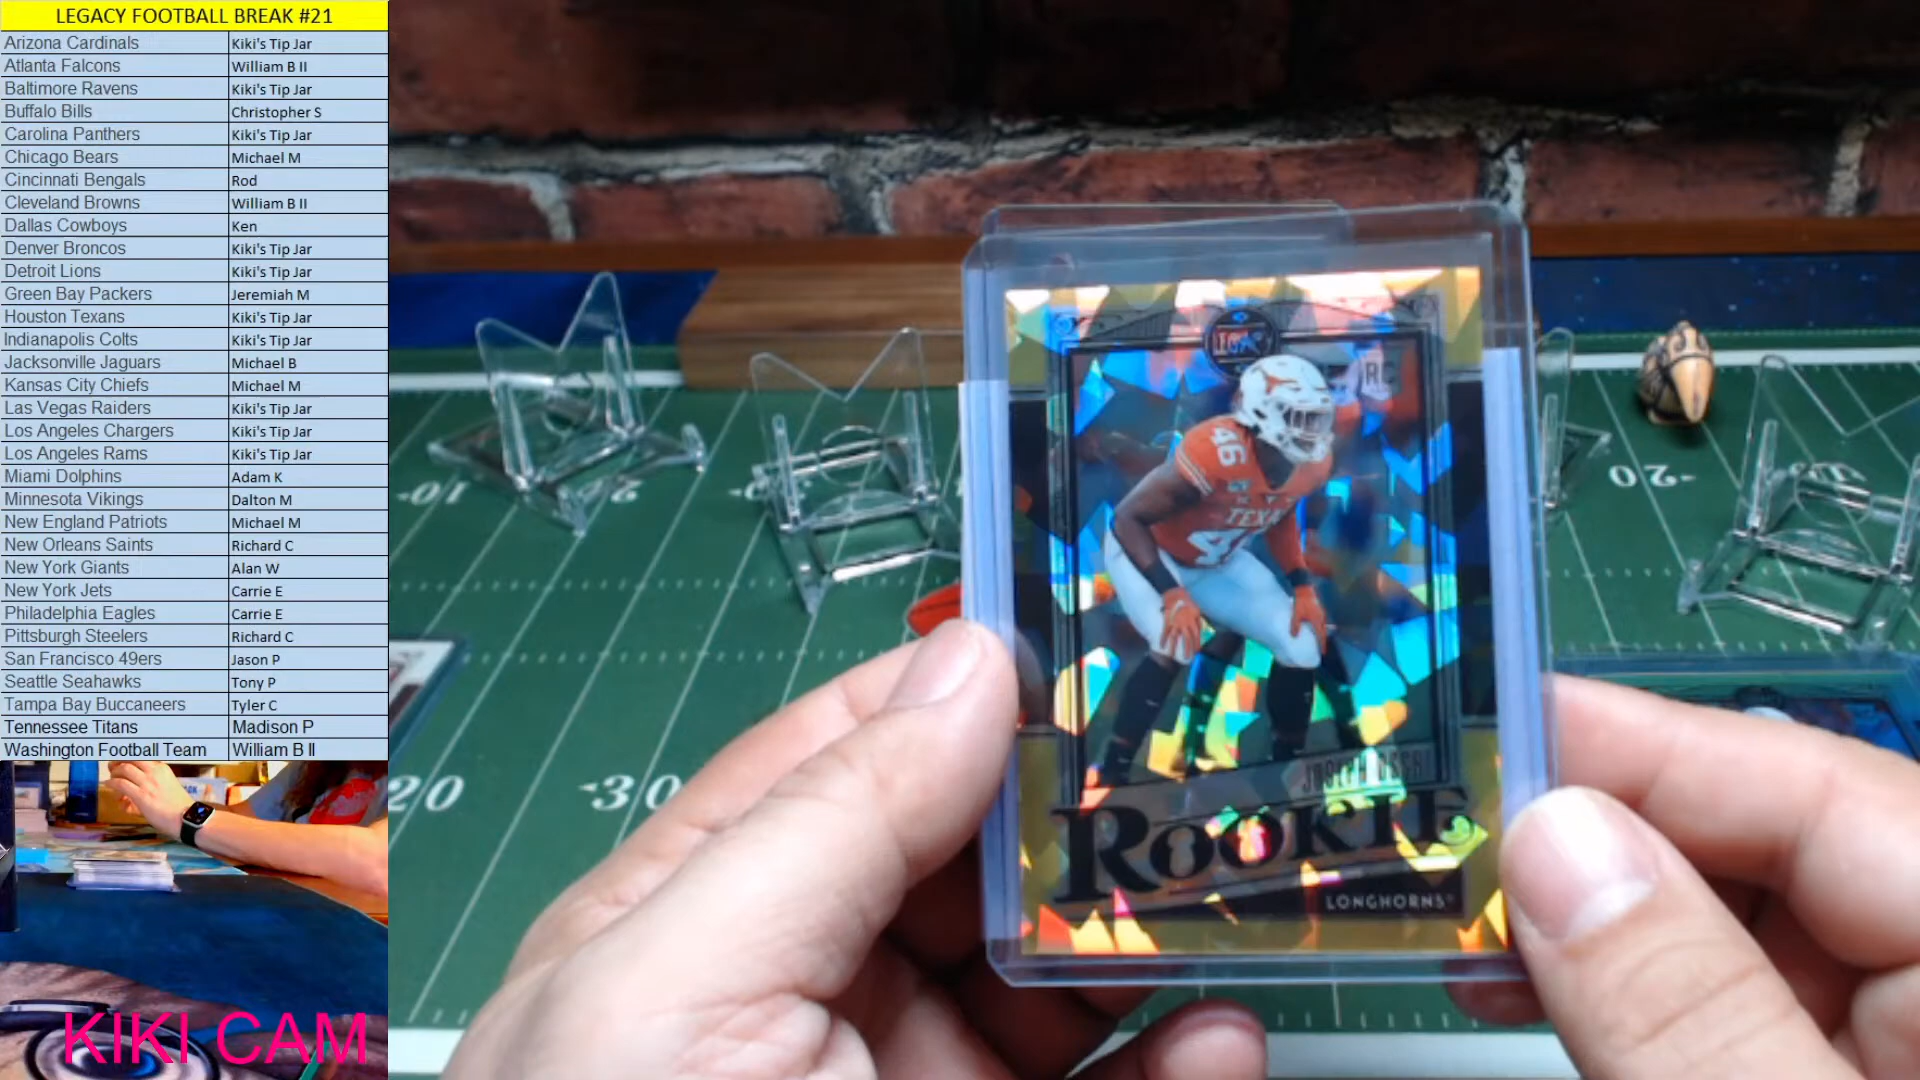 LEGACY FOOTBALL BREAK #21
Arizona Cardinals Kiki's Tip Jar
Atlanta Falcons William B II
Baltimore Ravens Kiki's Tip Jar
Buffalo Bills Christopher S
Carolina Panthers Kiki's Tip Jar
Chicago Bears Michael M
Cincinnati Bengals Rod
Cleveland Browns William B II
Dallas Cowboys Ken
Denver Broncos Kiki's Tip Jar
Detroit Lions Kiki's Tip Jar
Green Bay Packers Jeremiah M
Houston Texans Kiki's Tip Jar
Indianapolis Colts Kiki's Tip Jar
Jacksonville Jaguars Michael B
Kansas City Chiefs Michael M
Las Vegas Raiders Kiki's Tip Jar
Los Angeles Chargers Kiki's Tip Jar
Los Angeles Rams Kiki's Tip Jar
Miami Dolphins Adam K
Minnesota Vikings Dalton M
New England Patriots Michael M
New Orleans Saints Richard C
New York Giants Alan W
New York Jets Carrie E
Philadelphia Eagles Carrie E
Pittsburgh Steelers Richard C
San Francisco 49ers Jason P
Seattle Seahawks Tony P
Tampa Bay Buccaneers Tyler C
Tennessee Titans Madison P
Washington Football Team William B II
KIKI CAM
RC
46
TEXA
46
ROOKIE
LONGHORNS
-20
20
-30